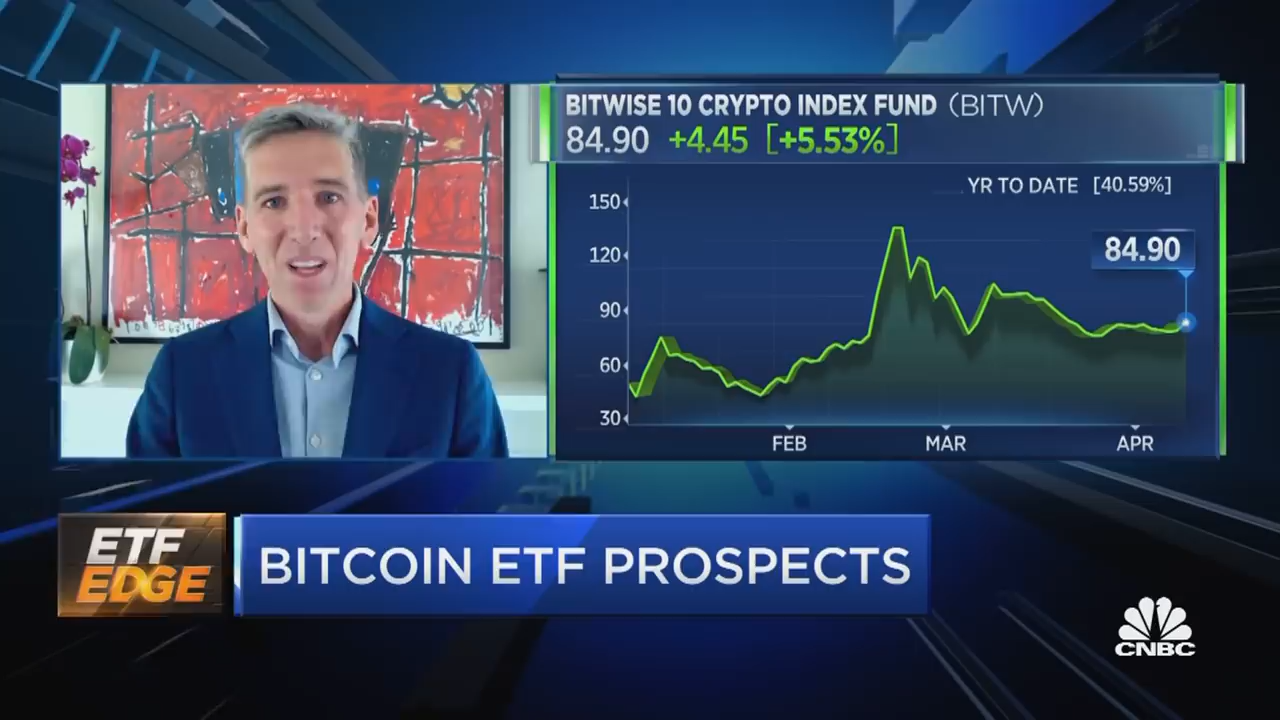 BITWISE 10 CRYPTO INDEX FUND (BITW)
84.90 +4.45 [+5.53%]
YR TO DATE [40.59%]
150
120
90
60
30
84.90
FEB MAR APR
ETF
EDGE
BITCOIN ETF PROSPECTS
CNBC